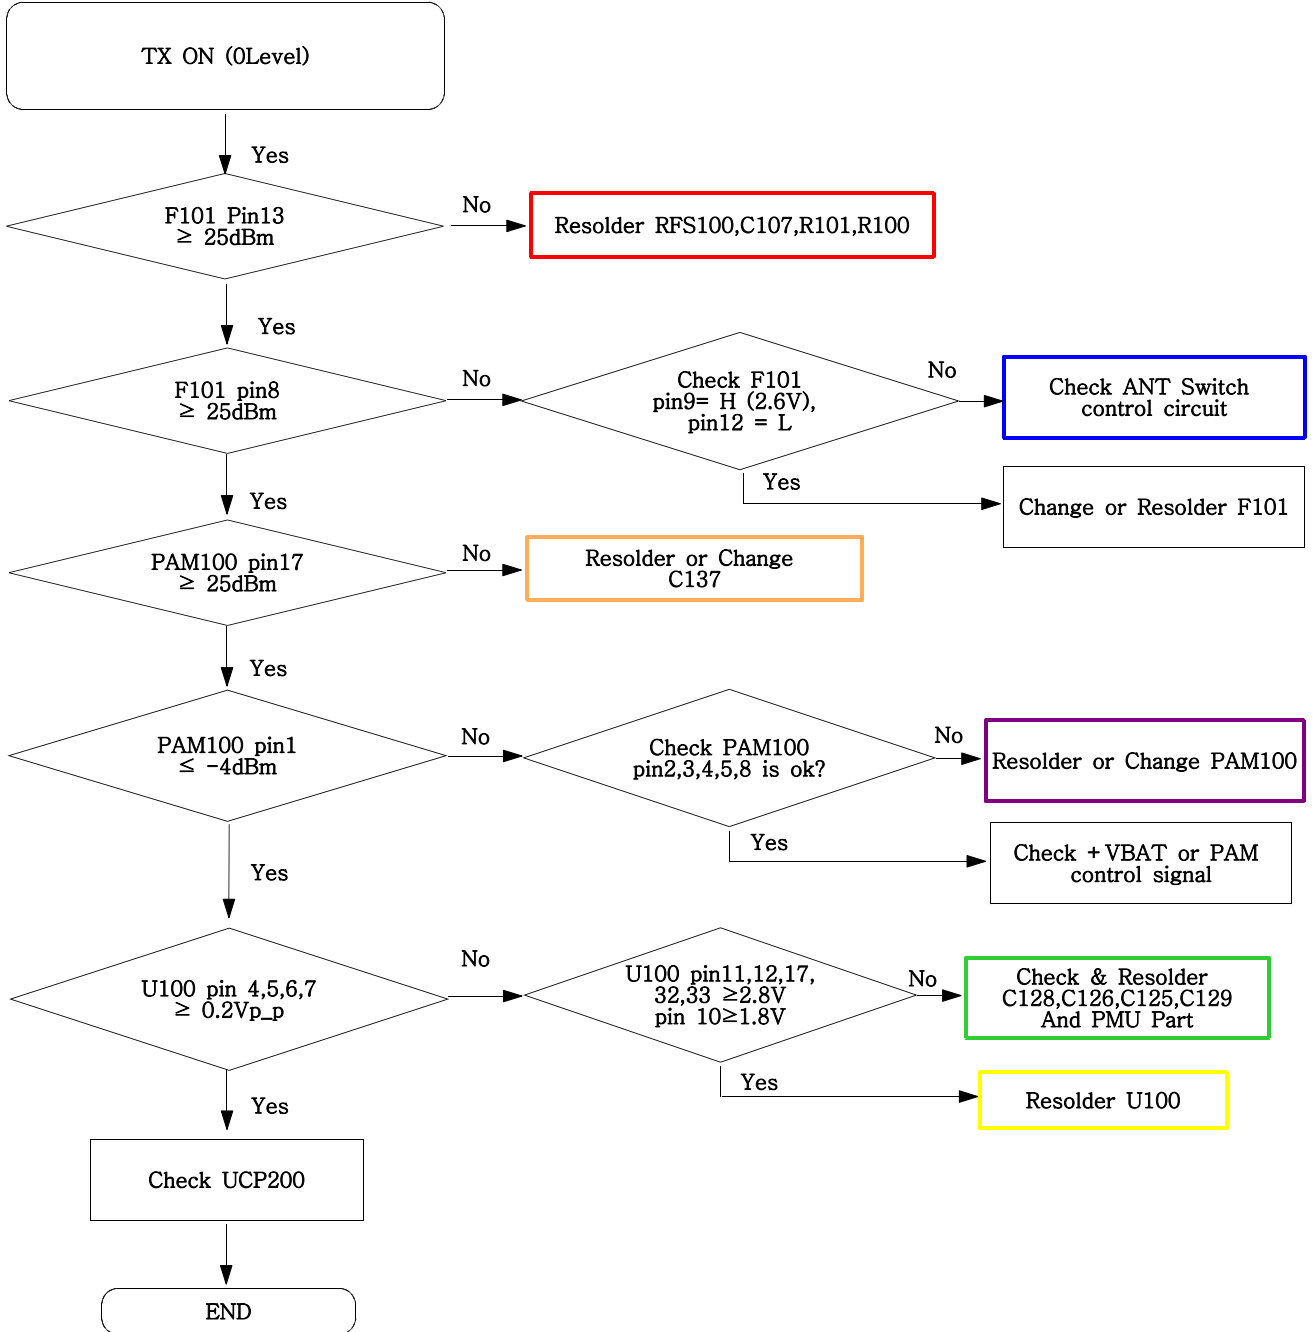 TX ON (0Level)
Yes
F101 Pin13
≥ 25dBm
No
Resolder RFS100,C107,R101,R100
Yes
F101 pin8
≥ 25dBm
No
Check F101
pin9= H (2.6V),
pin12 = L
No
Check ANT Switch
control circuit
Yes
Change or Resolder F101
Yes
PAM100 pin17
≥ 25dBm
No
Resolder or Change
C137
Yes
PAM100 pin1
≤ -4dBm
No
Check PAM100
pin2,3,4,5,8 is ok?
No
Resolder or Change PAM100
Yes
Check +VBAT or PAM
control signal
Yes
U100 pin 4,5,6,7
≥ 0.2Vp_p
No
U100 pin11,12,17,
32,33 ≥2.8V
pin 10≥1.8V
No
Check & Resolder
C128,C126,C125,C129
And PMU Part
Yes
Resolder U100
Yes
Check UCP200
END